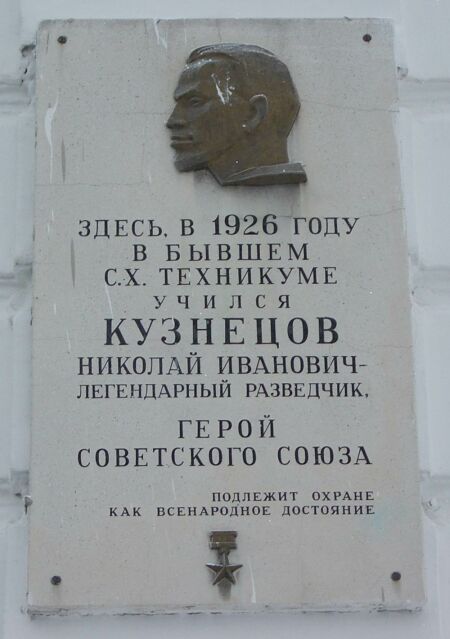 ЗДЕСЬ, В 1926 ГОДУ
В БЫВШЕМ
С.Х. ТЕХНИКУМЕ
УЧИЛСЯ
КУЗНЕЦОВ
НИКОЛАЙ ИВАНОВИЧ-
ЛЕГЕНДАРНЫЙ РАЗВЕДЧИК,
ГЕРОЙ
СОВЕТСКОГО СОЮЗА
ПОДЛЕЖИТ ОХРАНЕ
КАК ВСЕНАРОДНОЕ ДОСТОЯНИЕ